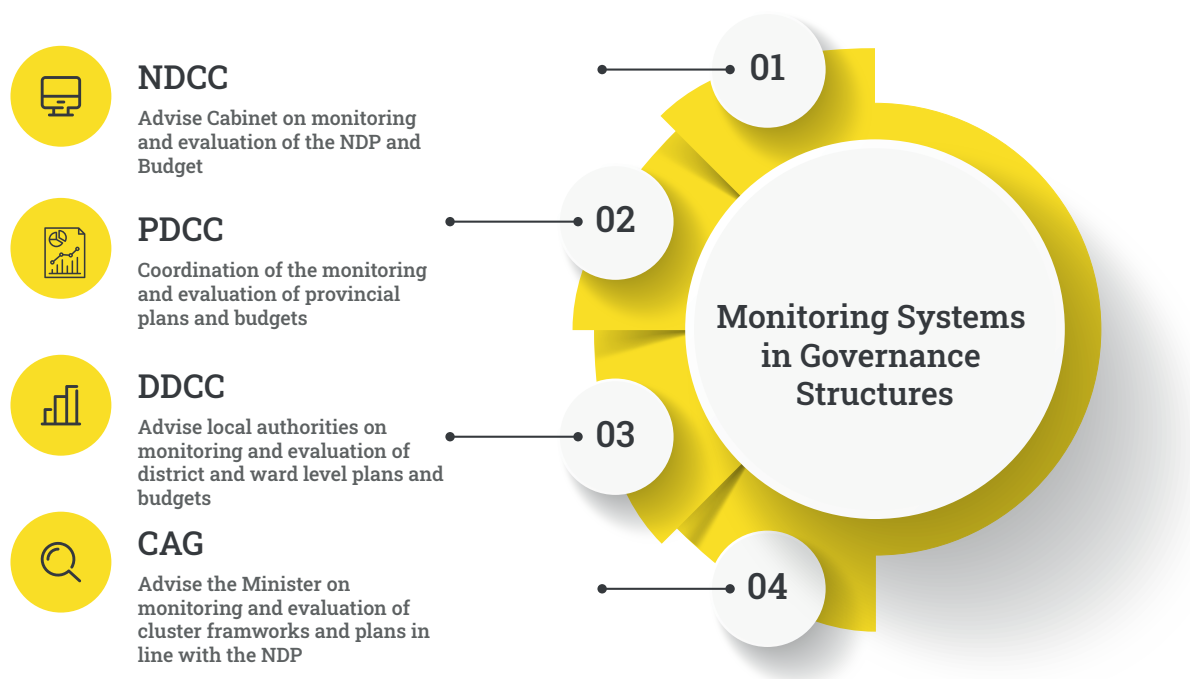 NDCC
Advise Cabinet on monitoring
and evaluation of the NDP and
Budget
01
PDCC
Coordination of the monitoring
and evaluation of provincial
plans and budgets
02
DDCC
Advise local authorities on
monitoring and evaluation of
district and ward level plans and
budgets
03
CAG
Advise the Minister on
monitoring and evaluation of
cluster framworks and plans in
line with the NDP
04
Monitoring Systems
in Governance
Structures